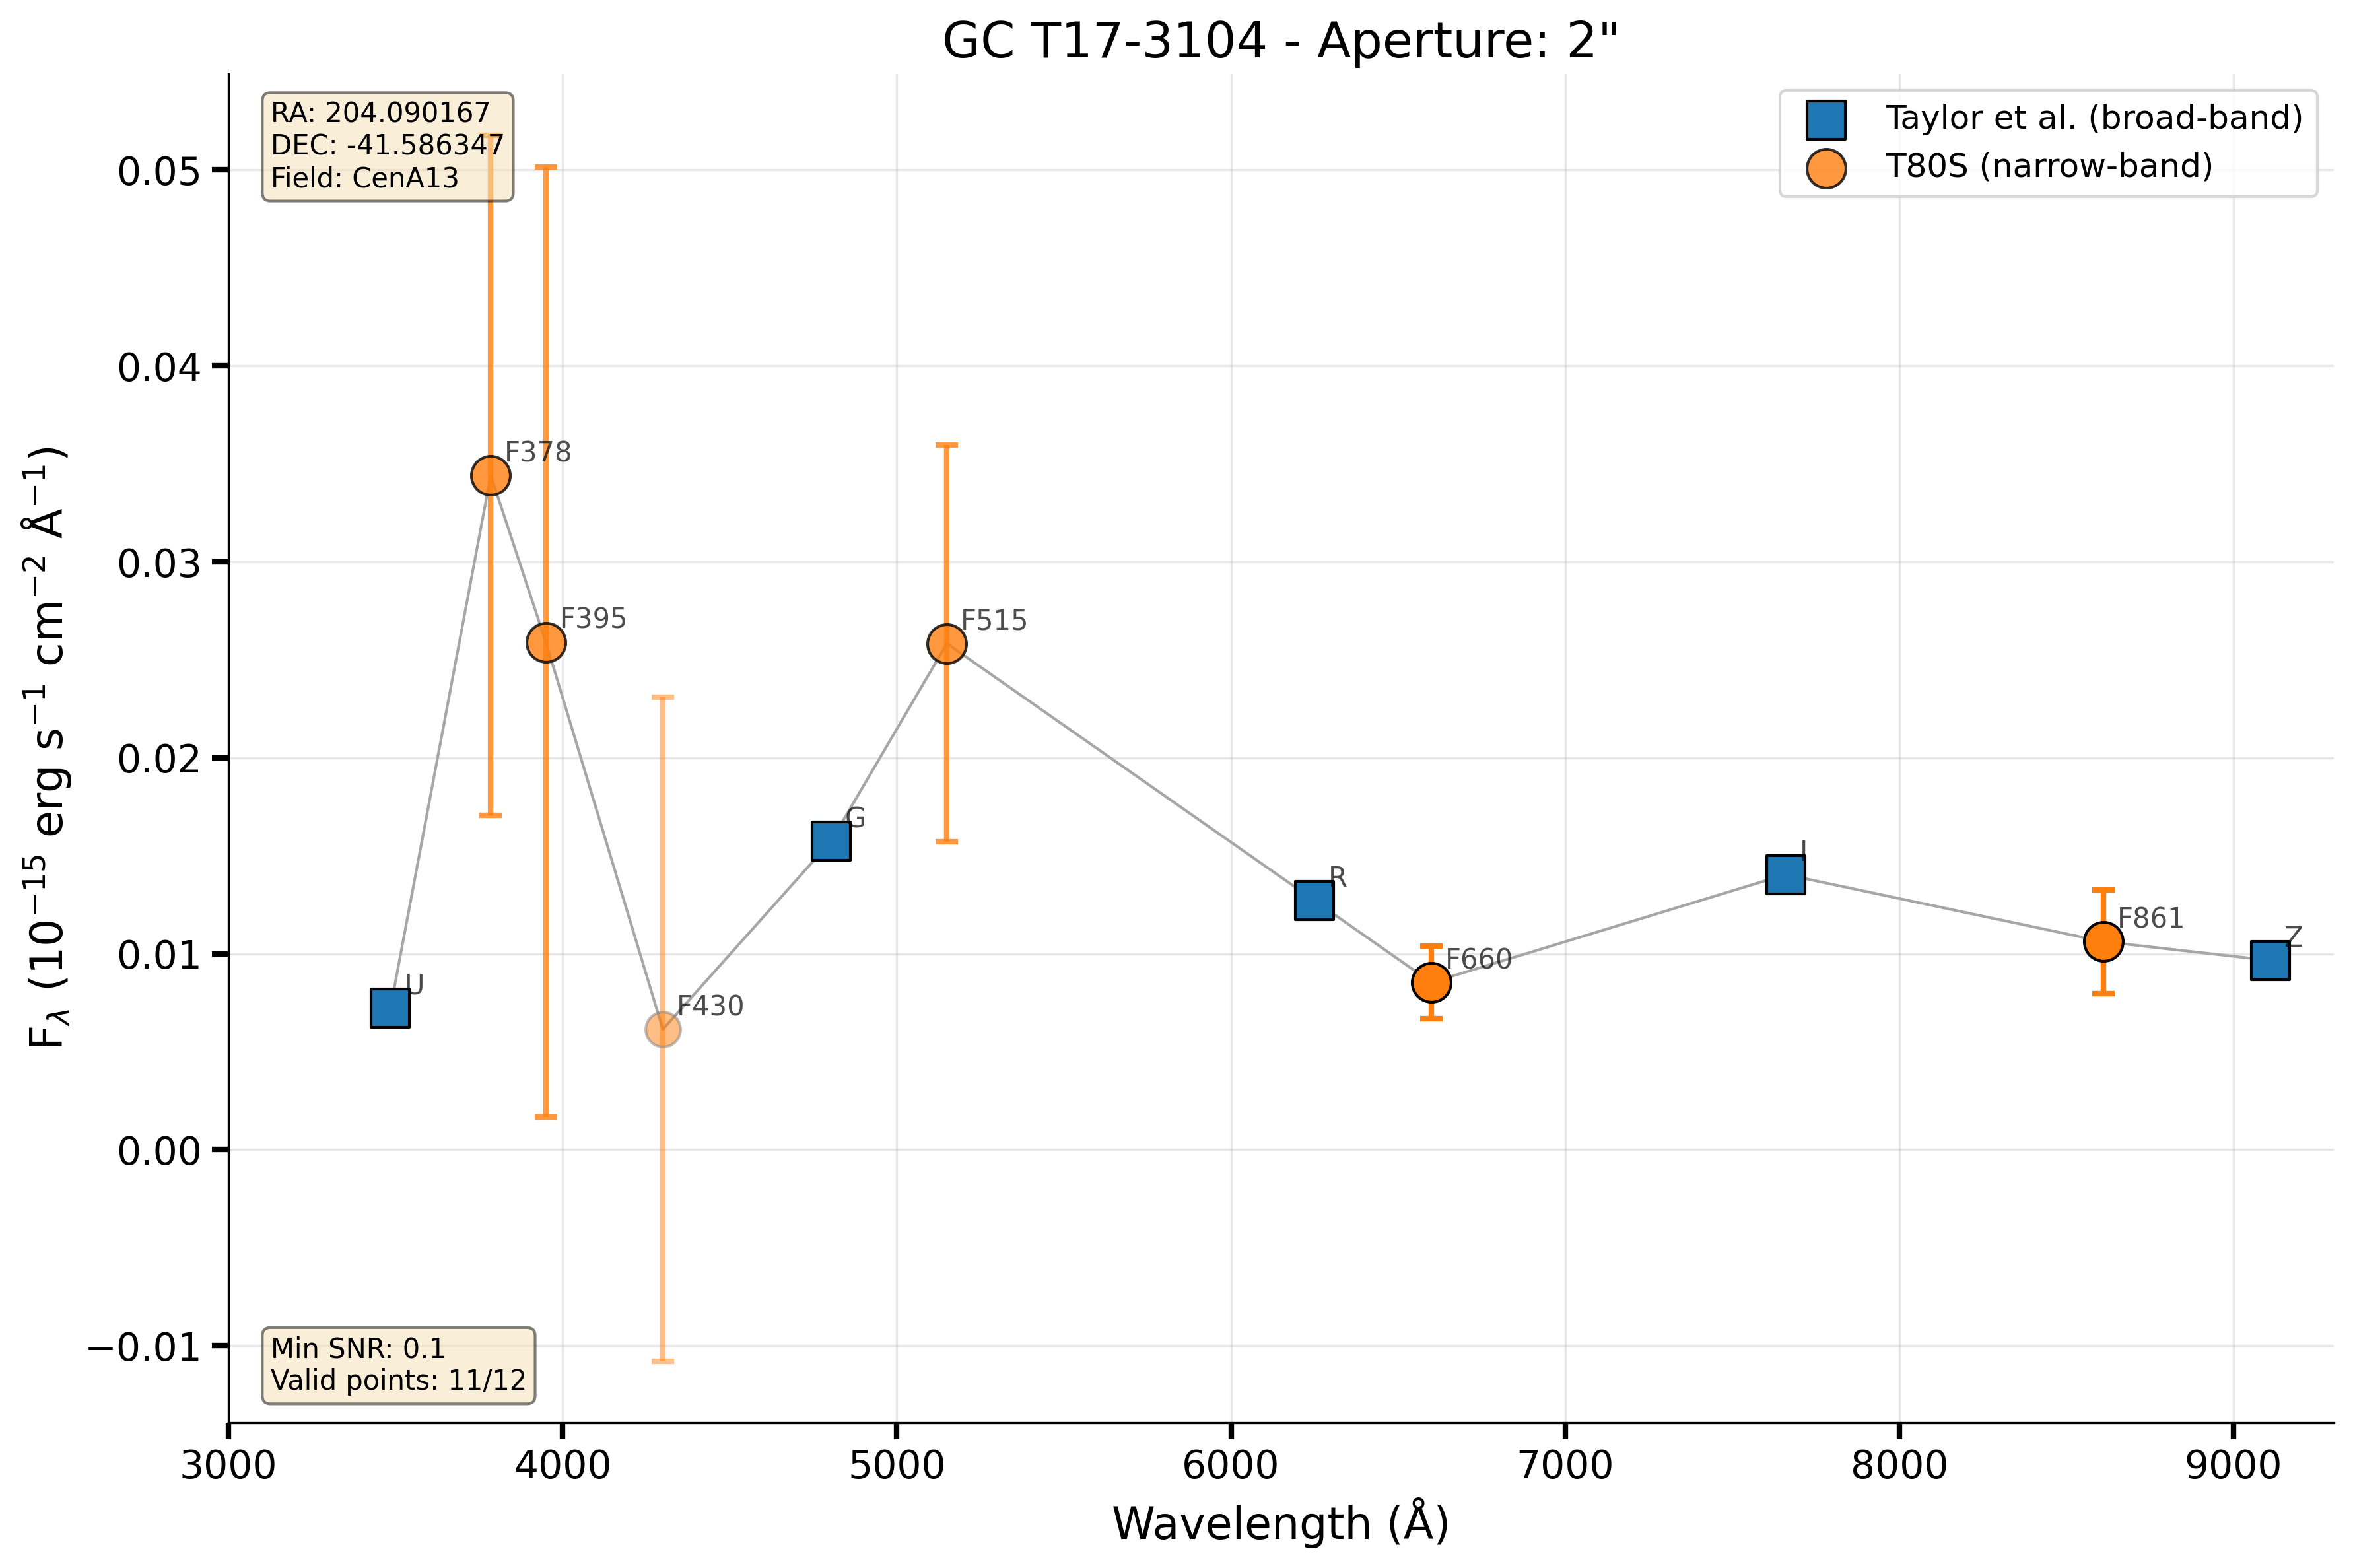 GC T17-3104 - Aperture: 2"
RA: 204.090167
DEC: -41.586347
Field: CenA13
Taylor et al. (broad-band)
T80S (narrow-band)
F_λ (10⁻¹⁵ erg s⁻¹ cm⁻² Å⁻¹)
0.05
0.04
0.03
0.02
0.01
0.00
−0.01
F378
F395
F515
G
R
I
F861
Z
F660
U
F430
Min SNR: 0.1
Valid points: 11/12
3000
4000
5000
6000
7000
8000
9000
Wavelength (Å)